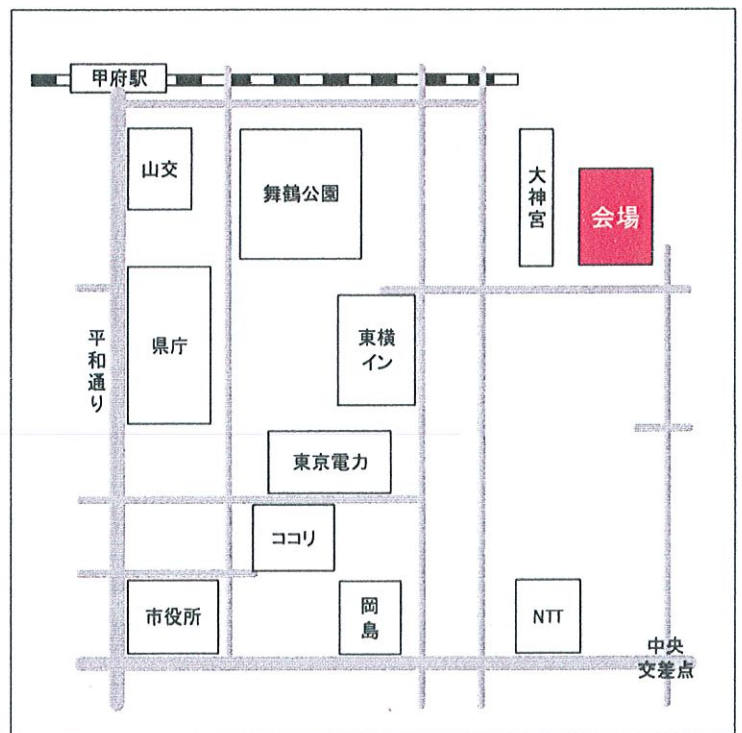 甲府駅
山交
舞鶴公園
大神宮
会場
平和通り
県庁
東横
イン
東京電力
ココリ
市役所
岡島
NTT
中央
交差点